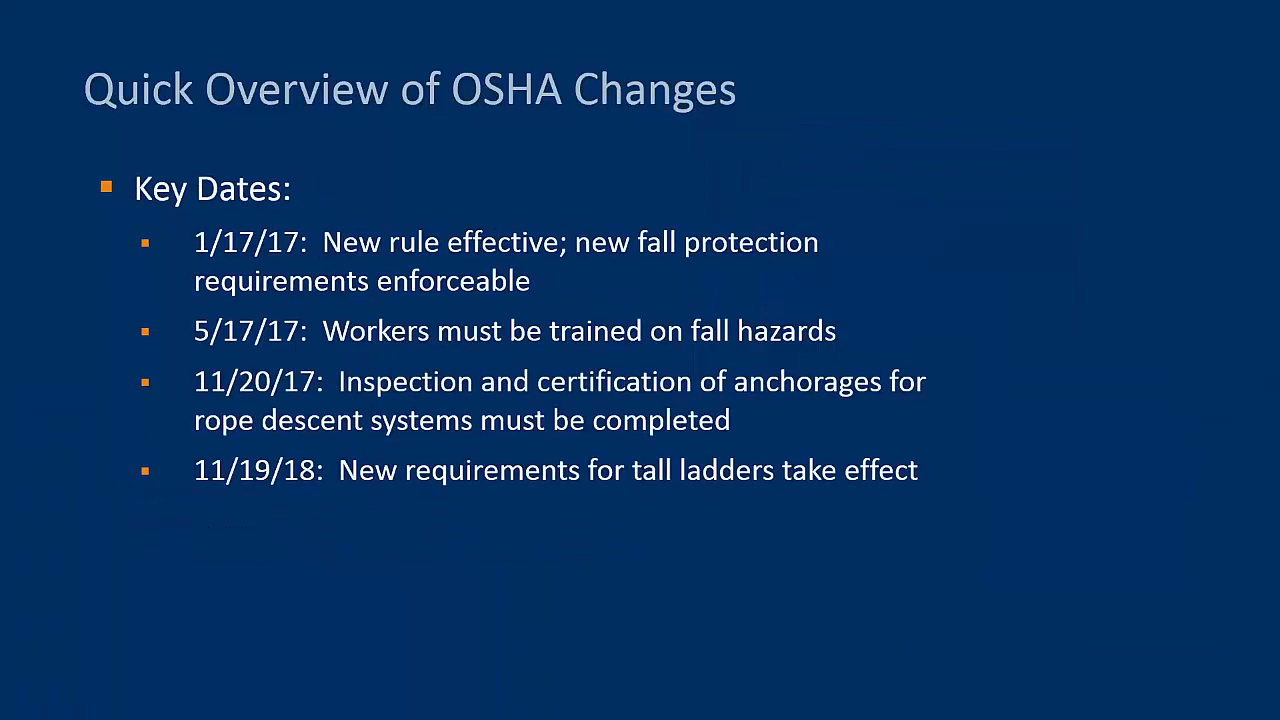 Quick Overview of OSHA Changes
Key Dates:
1/17/17: New rule effective; new fall protection
requirements enforceable
5/17/17: Workers must be trained on fall hazards
11/20/17: Inspection and certification of anchorages for
rope descent systems must be completed
11/19/18: New requirements for tall ladders take effect